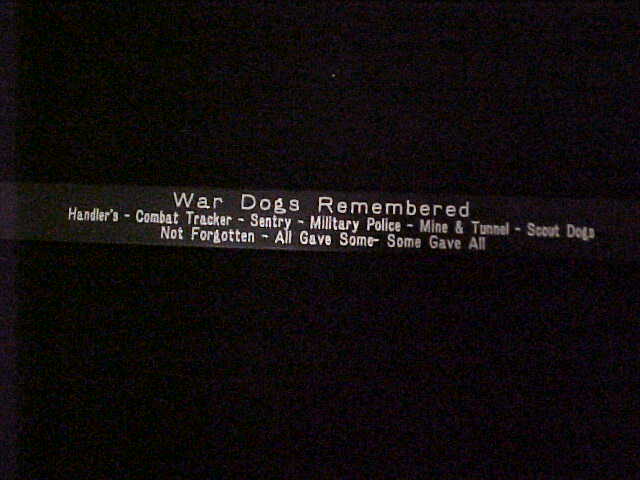 War Dogs Remembered
Handler's - Combat Tracker - Sentry - Military Police - Mine & Tunnel - Scout Dogs
Not Forgotten - All Gave Some- Some Gave All